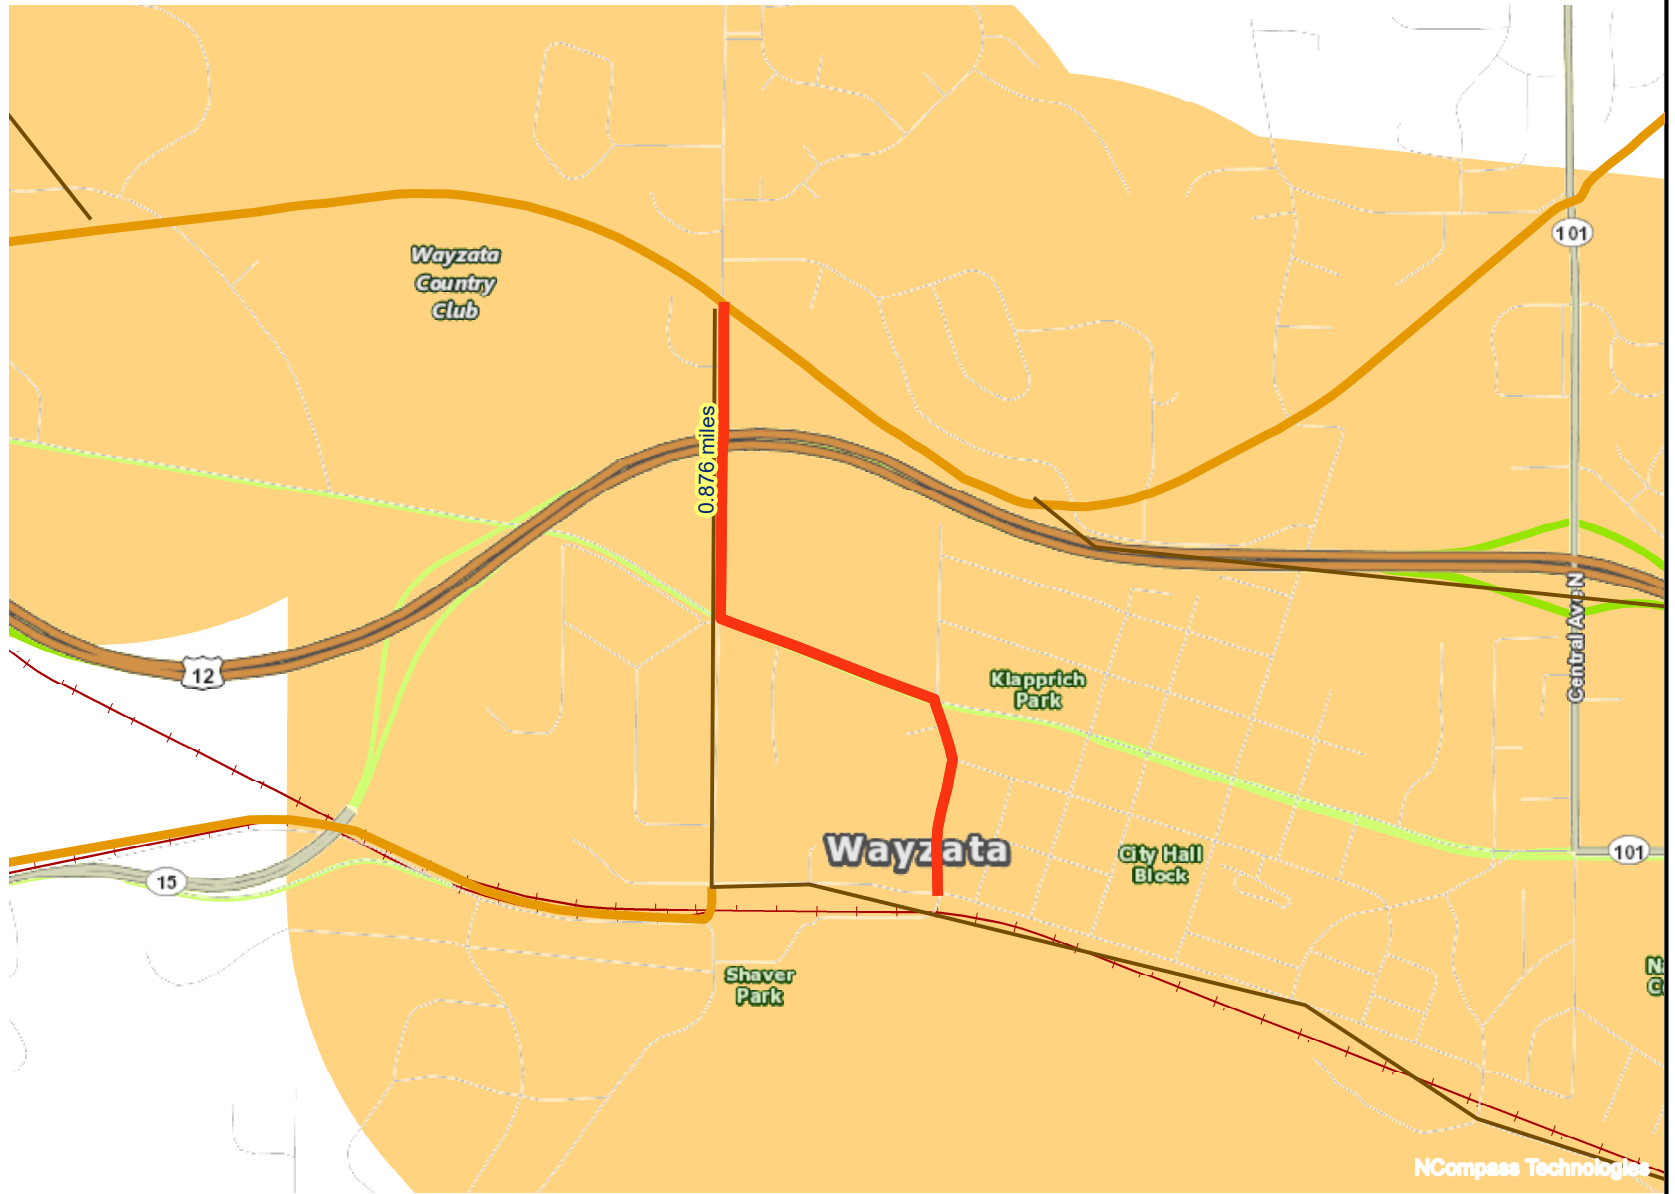 101
Wayzata
Country
Club
0.876 miles
12
Central Ave N
Klapprich
Park
Wayzata
City Hall
Block
101
15
Shaver
Park
NCompass Technologies